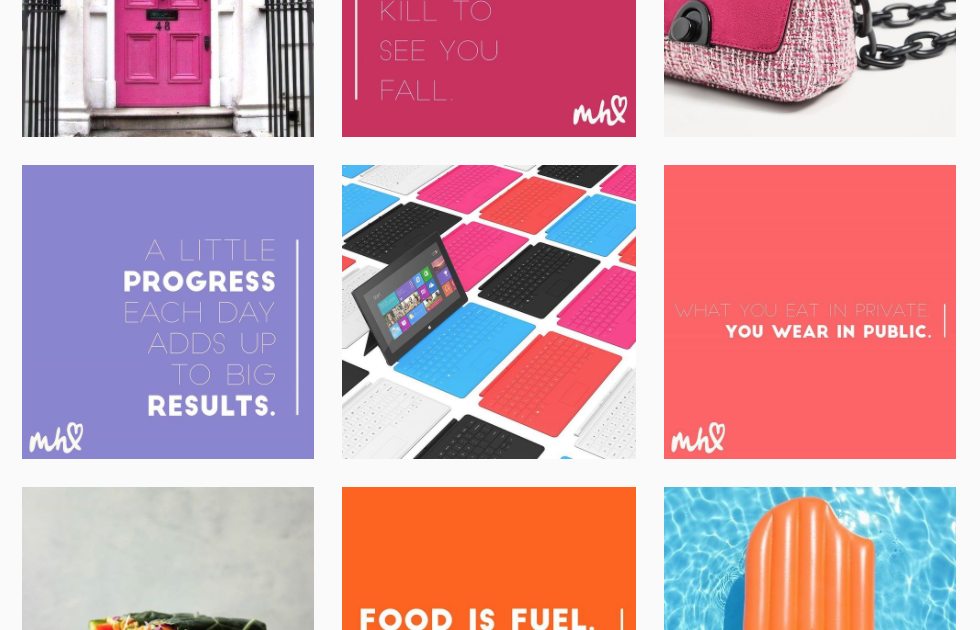 48
KILL TO
SEE YOU
FALL.
mh
A LITTLE
PROGRESS
EACH DAY
ADDS UP
TO BIG
RESULTS.
mh
WHAT YOU EAT IN PRIVATE.
YOU WEAR IN PUBLIC.
mh
FOOD IS FUEL.